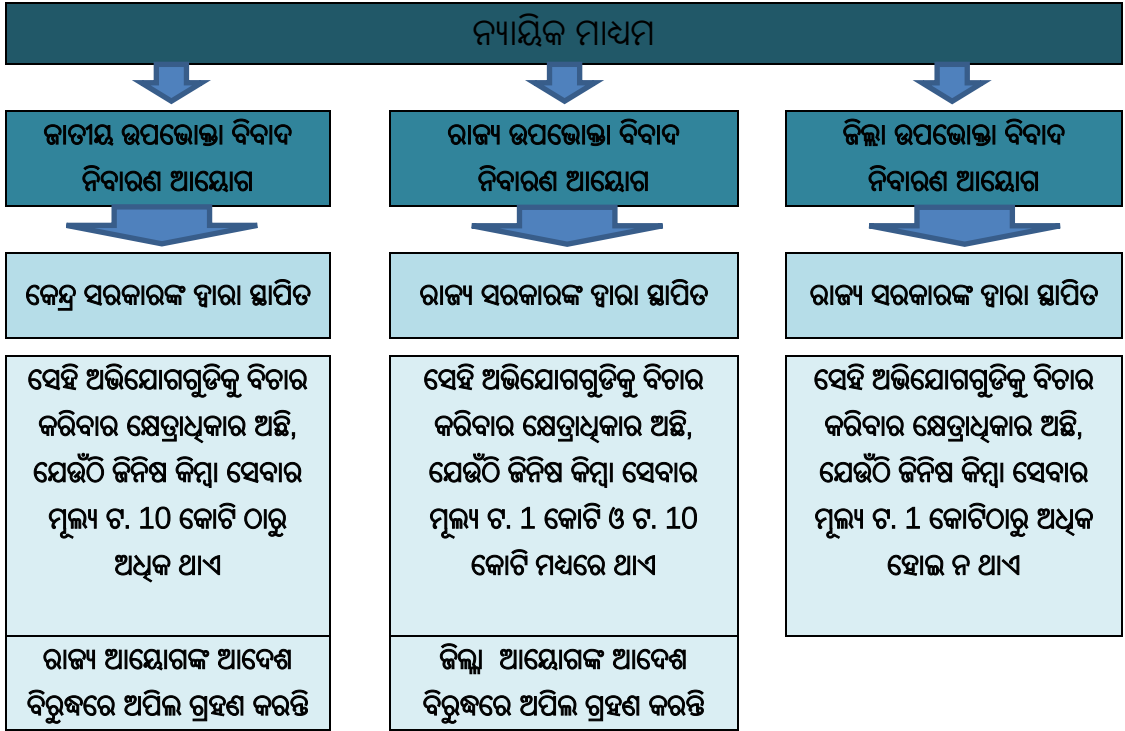 ନ୍ୟାୟିକ ମାଧ୍ୟମ
ଜାତୀୟ ଉପଭୋକ୍ତା ବିବାଦ
ନିବାରଣ ଆୟୋଗ
କେନ୍ଦ୍ର ସରକାରଙ୍କ ଦ୍ୱାରା ସ୍ଥାପିତ
ସେହି ଅଭିଯୋଗଗୁଡିକୁ ବିଚାର
କରିବାର କ୍ଷେତ୍ରାଧିକାର ଅଛି,
ଯେଉଁଠି ଜିନିଷ କିମ୍ବା ସେବାର
ମୂଲ୍ୟ ଟ. 10 କୋଟି ଠାରୁ
ଅଧିକ ଥାଏ
ରାଜ୍ୟ ଆୟୋଗଙ୍କ ଆଦେଶ
ବିରୁଦ୍ଧରେ ଅପିଲ ଗ୍ରହଣ କରନ୍ତି
ରାଜ୍ୟ ଉପଭୋକ୍ତା ବିବାଦ
ନିବାରଣ ଆୟୋଗ
ରାଜ୍ୟ ସରକାରଙ୍କ ଦ୍ୱାରା ସ୍ଥାପିତ
ସେହି ଅଭିଯୋଗଗୁଡିକୁ ବିଚାର
କରିବାର କ୍ଷେତ୍ରାଧିକାର ଅଛି,
ଯେଉଁଠି ଜିନିଷ କିମ୍ବା ସେବାର
ମୂଲ୍ୟ ଟ. 1 କୋଟି ଓ ଟ. 10
କୋଟି ମଧ୍ୟରେ ଥାଏ
ଜିଲ୍ଳା ଆୟୋଗଙ୍କ ଆଦେଶ
ବିରୁଦ୍ଧରେ ଅପିଲ ଗ୍ରହଣ କରନ୍ତି
ଜିଲ୍ଲା ଉପଭୋକ୍ତା ବିବାଦ
ନିବାରଣ ଆୟୋଗ
ରାଜ୍ୟ ସରକାରଙ୍କ ଦ୍ୱାରା ସ୍ଥାପିତ
ସେହି ଅଭିଯୋଗଗୁଡିକୁ ବିଚାର
କରିବାର କ୍ଷେତ୍ରାଧିକାର ଅଛି,
ଯେଉଁଠି ଜିନିଷ କିମ୍ବା ସେବାର
ମୂଲ୍ୟ ଟ. 1 କୋଟିଠାରୁ ଅଧିକ
ହୋଇ ନ ଥାଏ